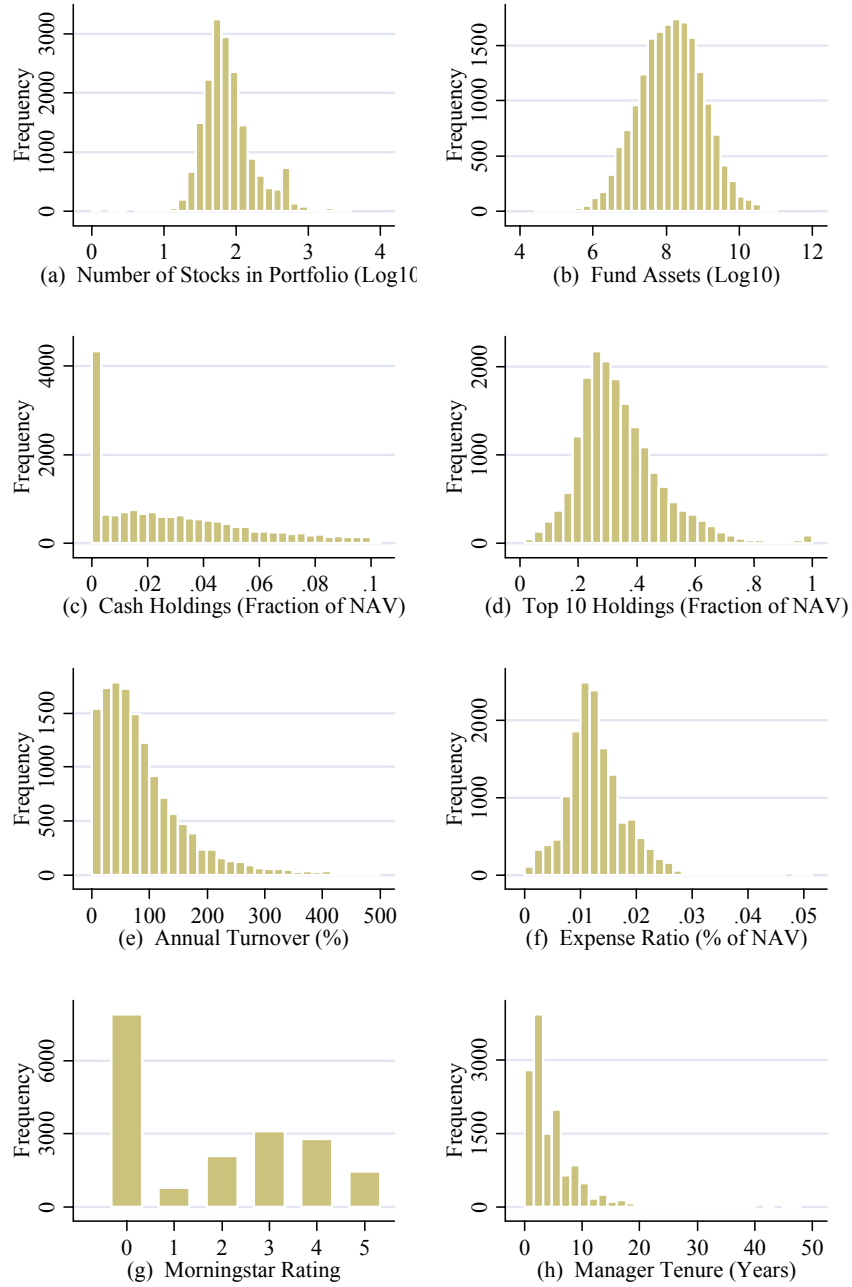 Frequency
3000
2000
1000
0
0 1 2 3 4
(a) Number of Stocks in Portfolio (Log10
Frequency
1500
1000
500
0
4 6 8 10 12
(b) Fund Assets (Log10)
Frequency
4000
2000
0
0 .02 .04 .06 .08 .1
(c) Cash Holdings (Fraction of NAV)
Frequency
2000
1000
0
0 .2 .4 .6 .8 1
(d) Top 10 Holdings (Fraction of NAV)
Frequency
1500
1000
500
0
0 100 200 300 400 500
(e) Annual Turnover (%)
Frequency
2000
1000
0
0 .01 .02 .03 .04 .05
(f) Expense Ratio (% of NAV)
Frequency
6000
3000
0
0 1 2 3 4 5
(g) Morningstar Rating
Frequency
3000
1500
0
0 10 20 30 40 50
(h) Manager Tenure (Years)